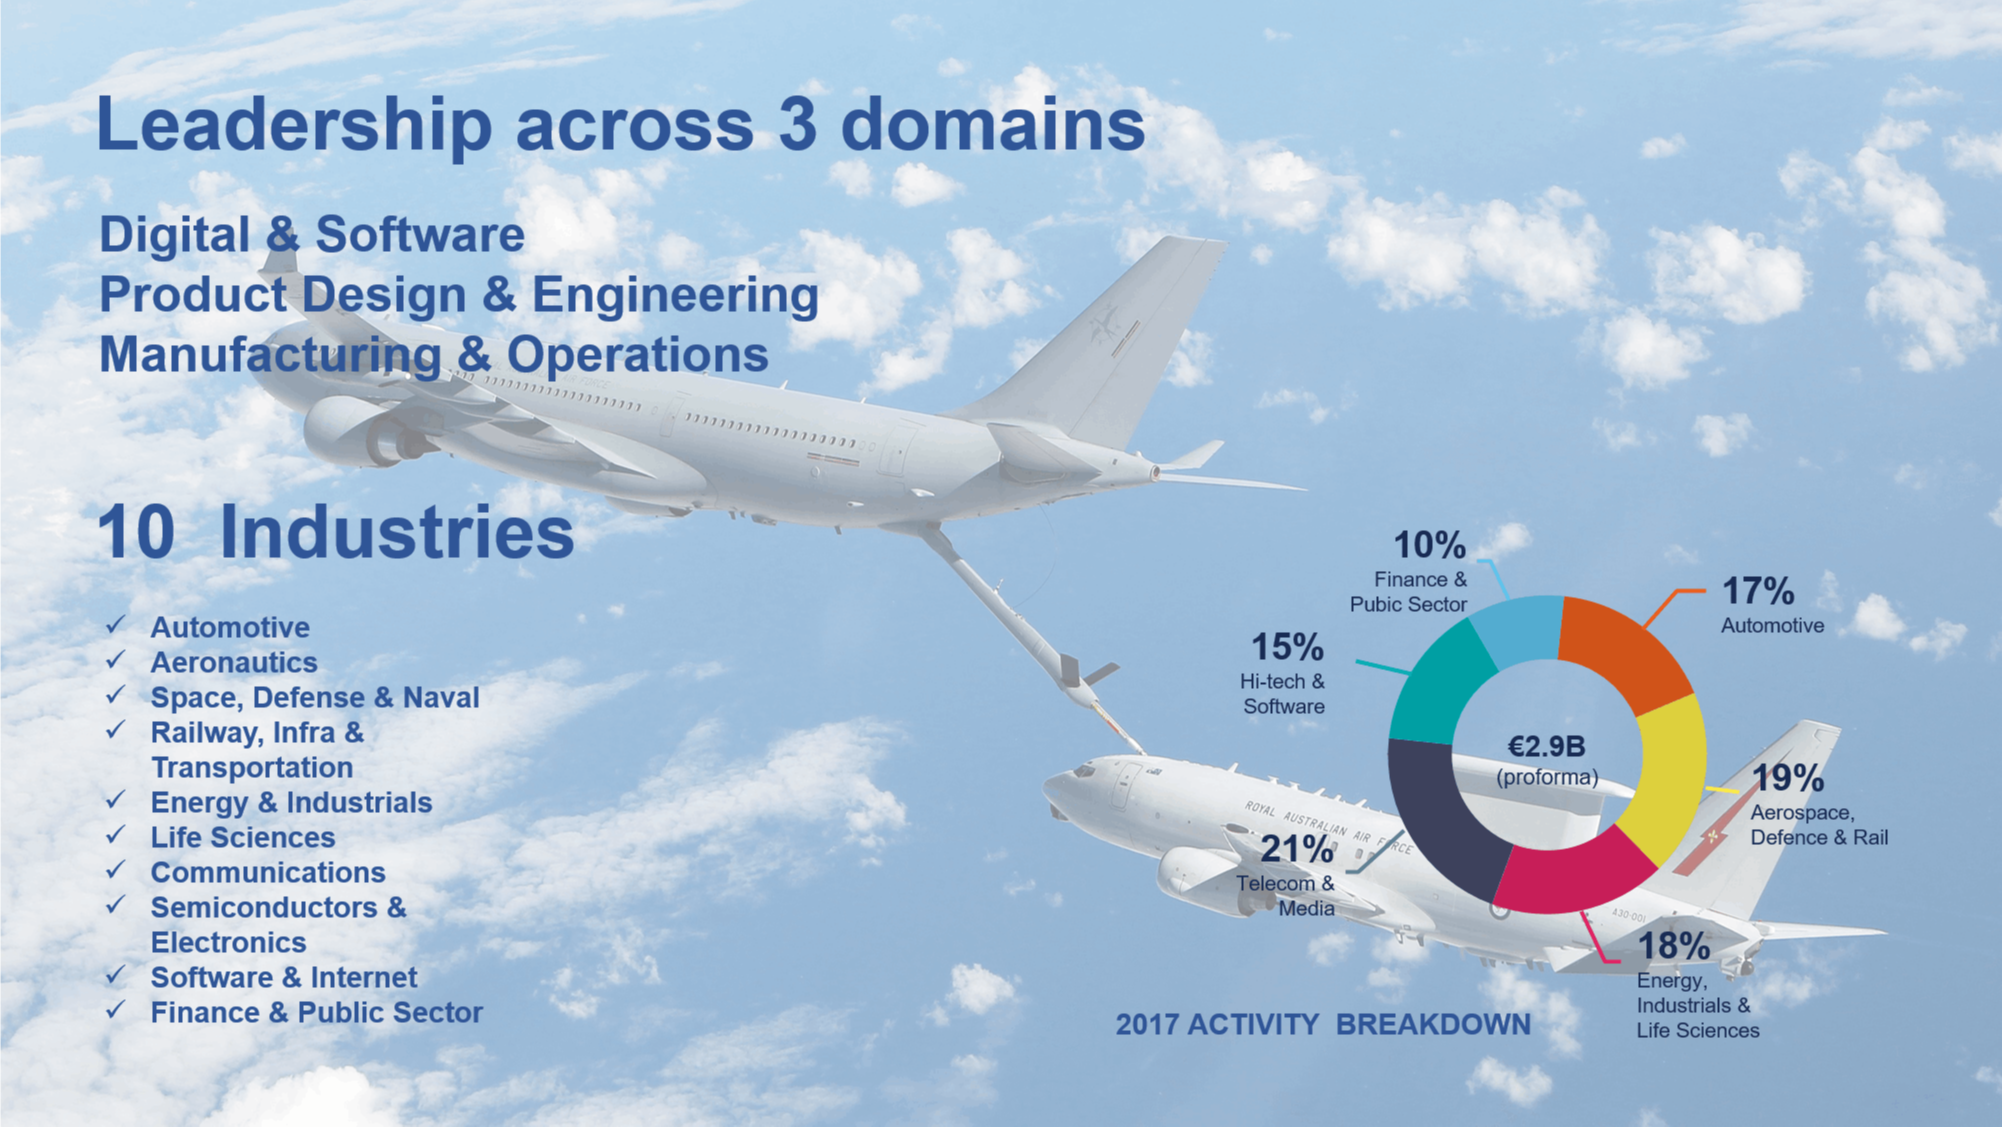 Leadership across 3 domains
Digital & Software
Product Design & Engineering
Manufacturing & Operations
10 Industries
✓ Automotive
✓ Aeronautics
✓ Space, Defense & Naval
✓ Railway, Infra &
Transportation
✓ Energy & Industrials
✓ Life Sciences
✓ Communications
✓ Semiconductors &
Electronics
✓ Software & Internet
✓ Finance & Public Sector
10%
Finance &
Pubic Sector
17%
Automotive
15%
Hi-tech &
Software
€2.9B
(proforma)
19%
Aerospace,
Defence & Rail
21%
Telecom &
Media
18%
Energy,
Industrials &
Life Sciences
2017 ACTIVITY BREAKDOWN
ROYAL AUSTRALIAN AIR FORCE
A30-001
AIR FORCE